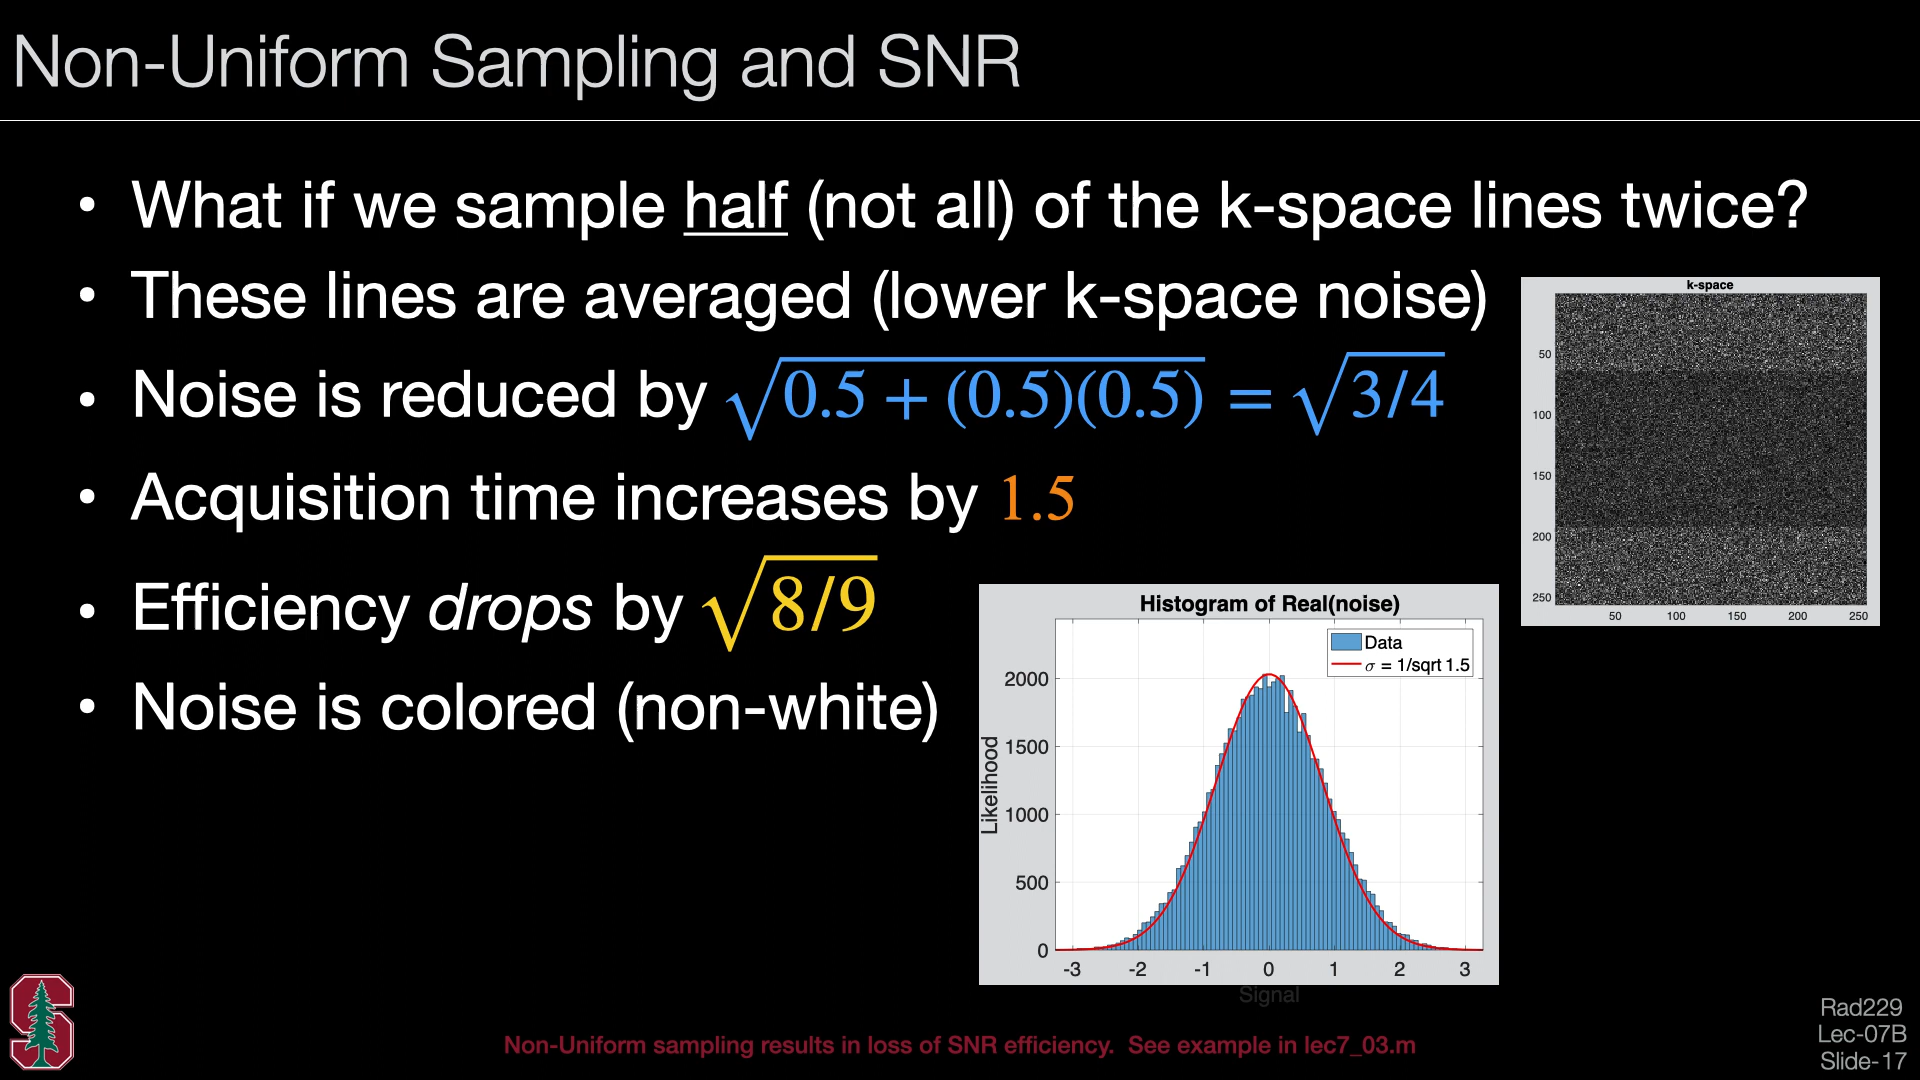 Non-Uniform Sampling and SNR
• What if we sample half (not all) of the k-space lines twice?
• These lines are averaged (lower k-space noise)
• Noise is reduced by √0.5 + (0.5)(0.5) = √3/4
• Acquisition time increases by 1.5
• Efficiency drops by √8/9
• Noise is colored (non-white)
k-space
50
100
150
200
250
50 100 150 200 250
Histogram of Real(noise)
Data
σ = 1/sqrt 1.5
Likelihood
2000
1500
1000
500
0
-3 -2 -1 0 1 2 3
Signal
Non-Uniform sampling results in loss of SNR efficiency. See example in lec7_03.m
Rad229
Lec-07B
Slide-17